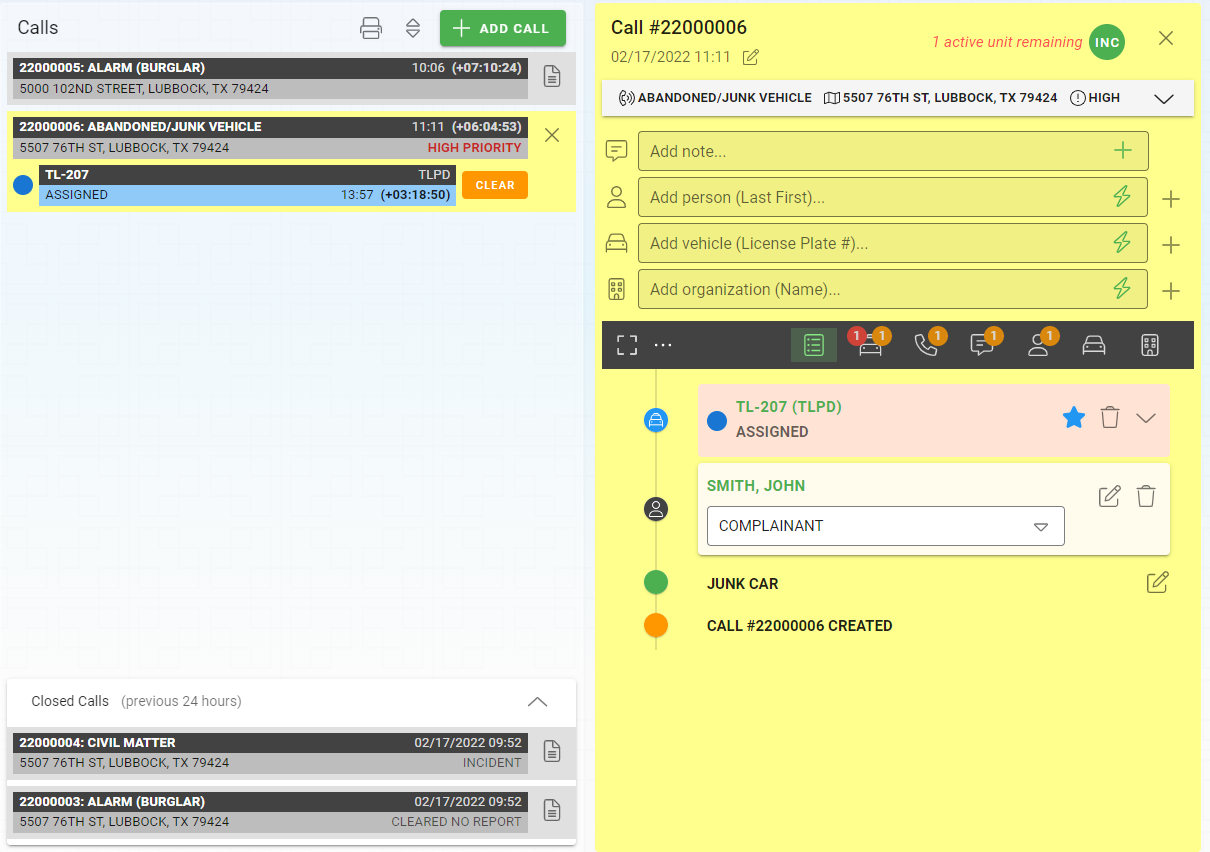 Calls
ADD CALL
22000005: ALARM (BURGLAR) 10:06 (+07:10:24)
5000 102ND STREET, LUBBOCK, TX 79424
22000006: ABANDONED/JUNK VEHICLE 11:11 (+06:04:53)
5507 76TH ST, LUBBOCK, TX 79424 HIGH PRIORITY
TL-207 TLPD
ASSIGNED 13:57 (+03:18:50)
CLEAR
Closed Calls (previous 24 hours)
22000004: CIVIL MATTER 02/17/2022 09:52
5507 76TH ST, LUBBOCK, TX 79424 INCIDENT
22000003: ALARM (BURGLAR) 02/17/2022 09:52
5507 76TH ST, LUBBOCK, TX 79424 CLEARED NO REPORT
Call #22000006
02/17/2022 11:11
1 active unit remaining INC
ABANDONED/JUNK VEHICLE 5507 76TH ST, LUBBOCK, TX 79424 HIGH
Add note...
Add person (Last First)...
Add vehicle (License Plate #)...
Add organization (Name)...
1 1 1 1 1
TL-207 (TLPD)
ASSIGNED
SMITH, JOHN
COMPLAINANT
JUNK CAR
CALL #22000006 CREATED